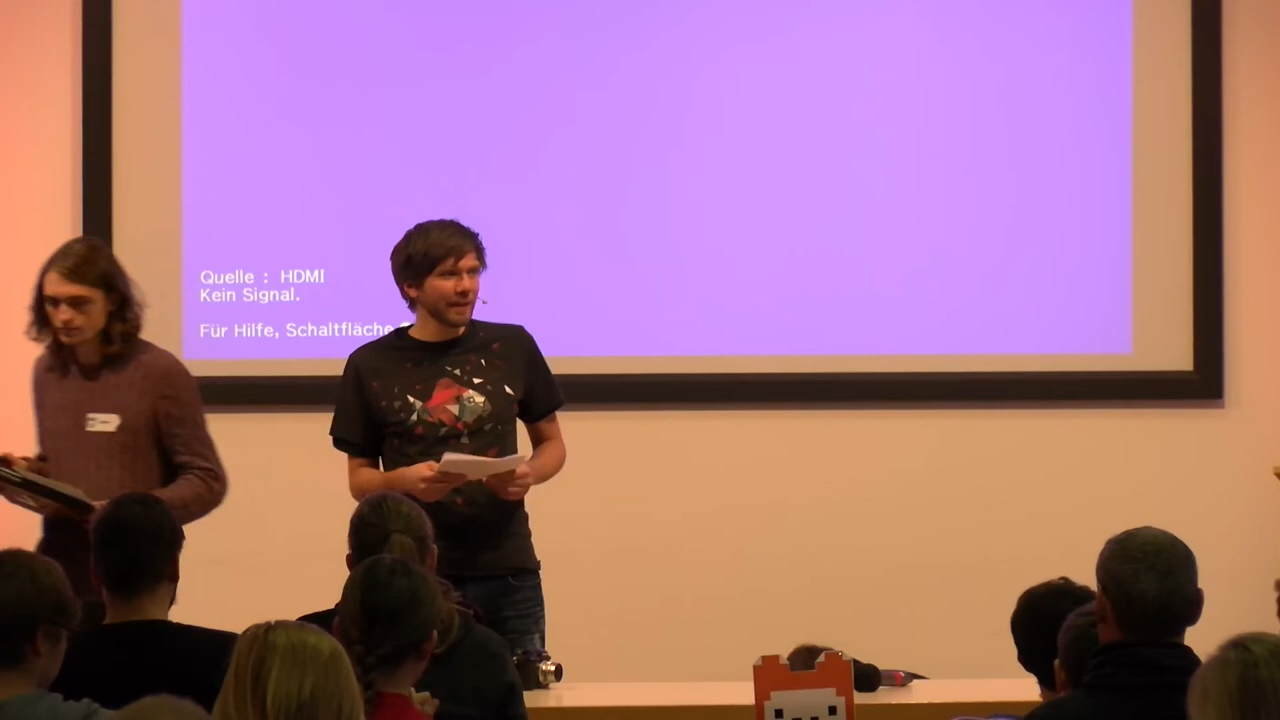 Quelle : HDMI
Kein Signal.
Für Hilfe, Schaltfläche